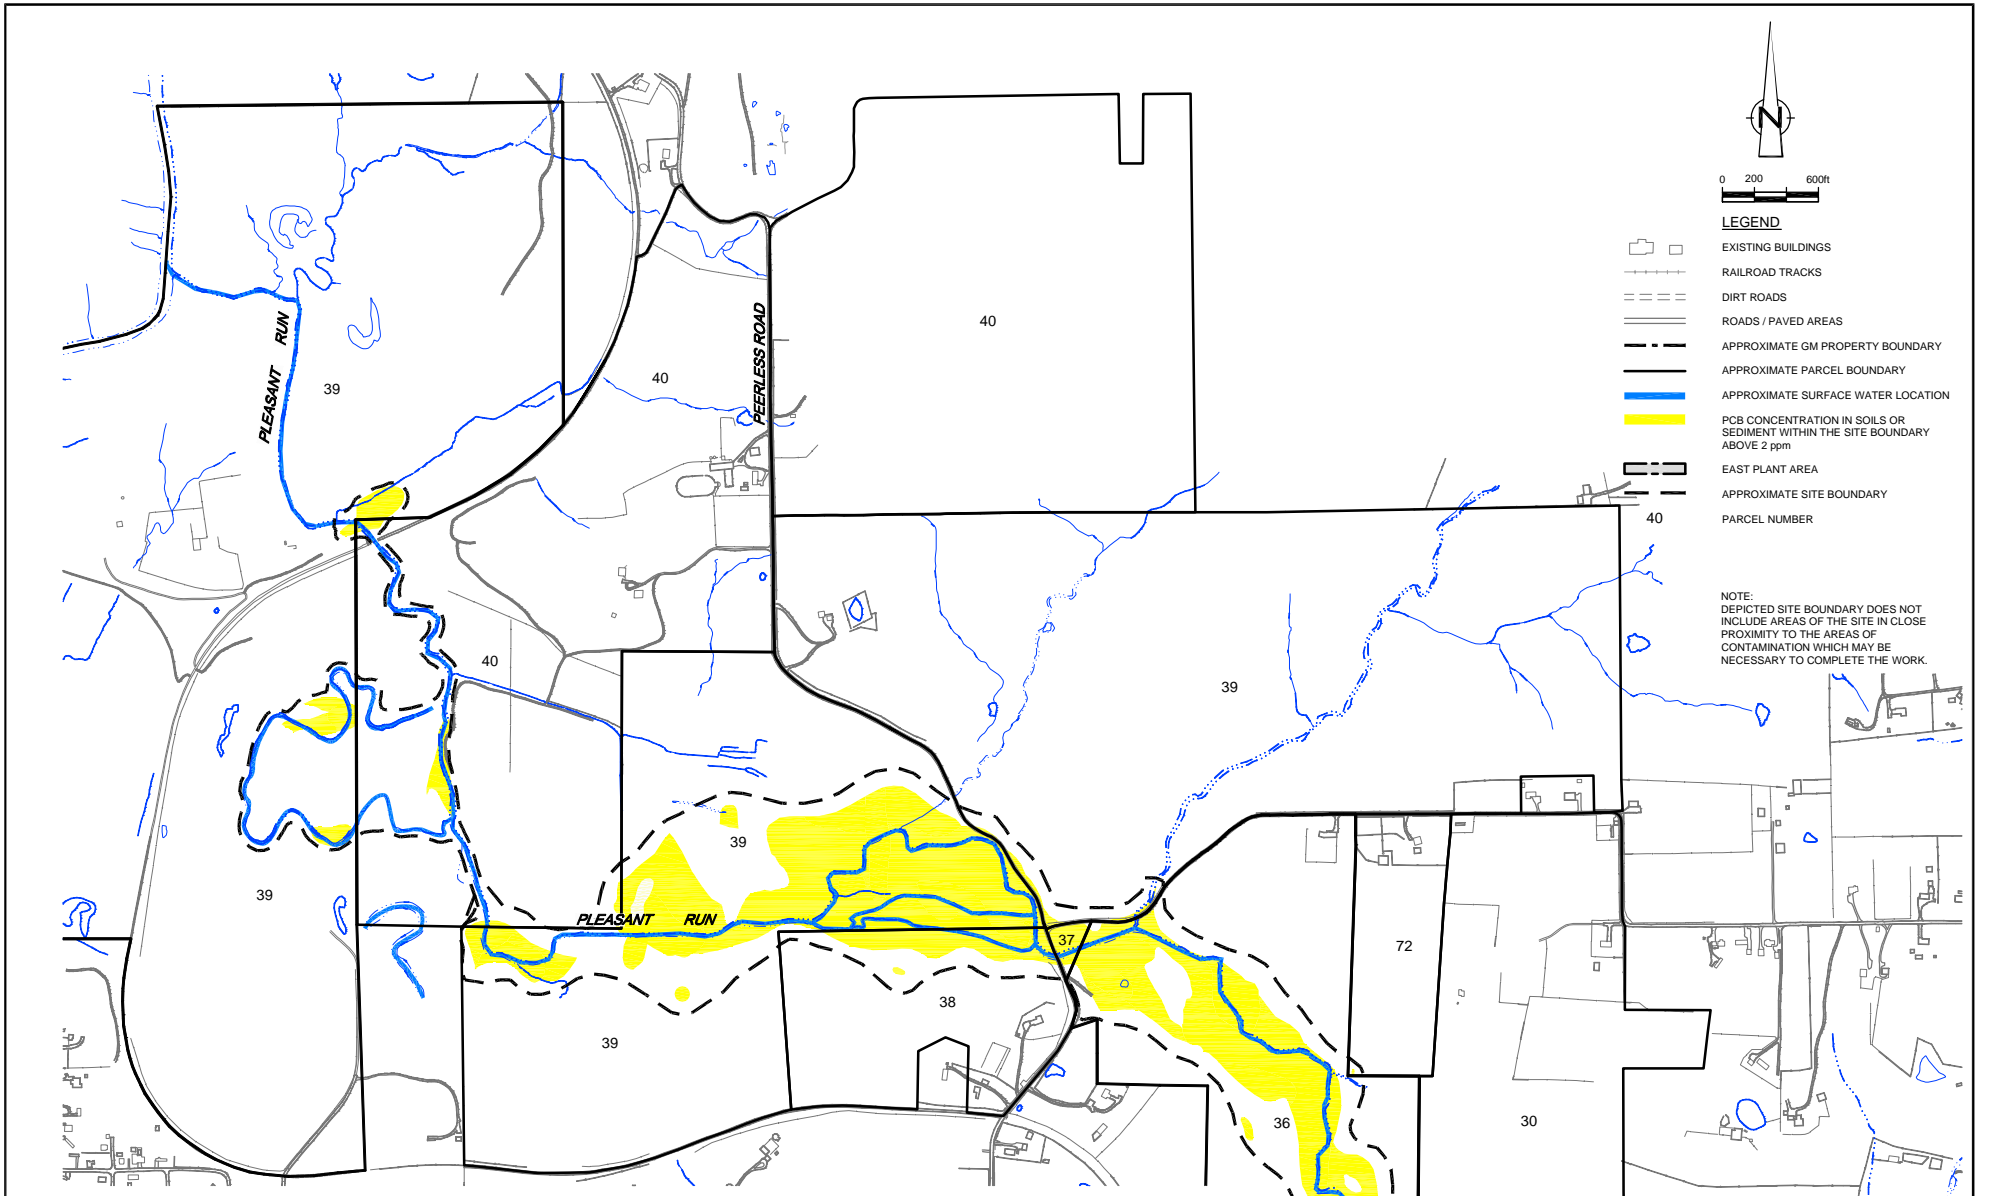 N
0 200 600ft
LEGEND
EXISTING BUILDINGS
RAILROAD TRACKS
DIRT ROADS
ROADS / PAVED AREAS
APPROXIMATE GM PROPERTY BOUNDARY
APPROXIMATE PARCEL BOUNDARY
APPROXIMATE SURFACE WATER LOCATION
PCB CONCENTRATION IN SOILS OR
SEDIMENT WITHIN THE SITE BOUNDARY
ABOVE 2 ppm
EAST PLANT AREA
APPROXIMATE SITE BOUNDARY
40 PARCEL NUMBER
NOTE:
DEPICTED SITE BOUNDARY DOES NOT
INCLUDE AREAS OF THE SITE IN CLOSE
PROXIMITY TO THE AREAS OF
CONTAMINATION WHICH MAY BE
NECESSARY TO COMPLETE THE WORK.
PLEASANT RUN
39
40
PEERLESS ROAD
40
40
39
39
39
PLEASANT RUN
37
72
38
39
36
30